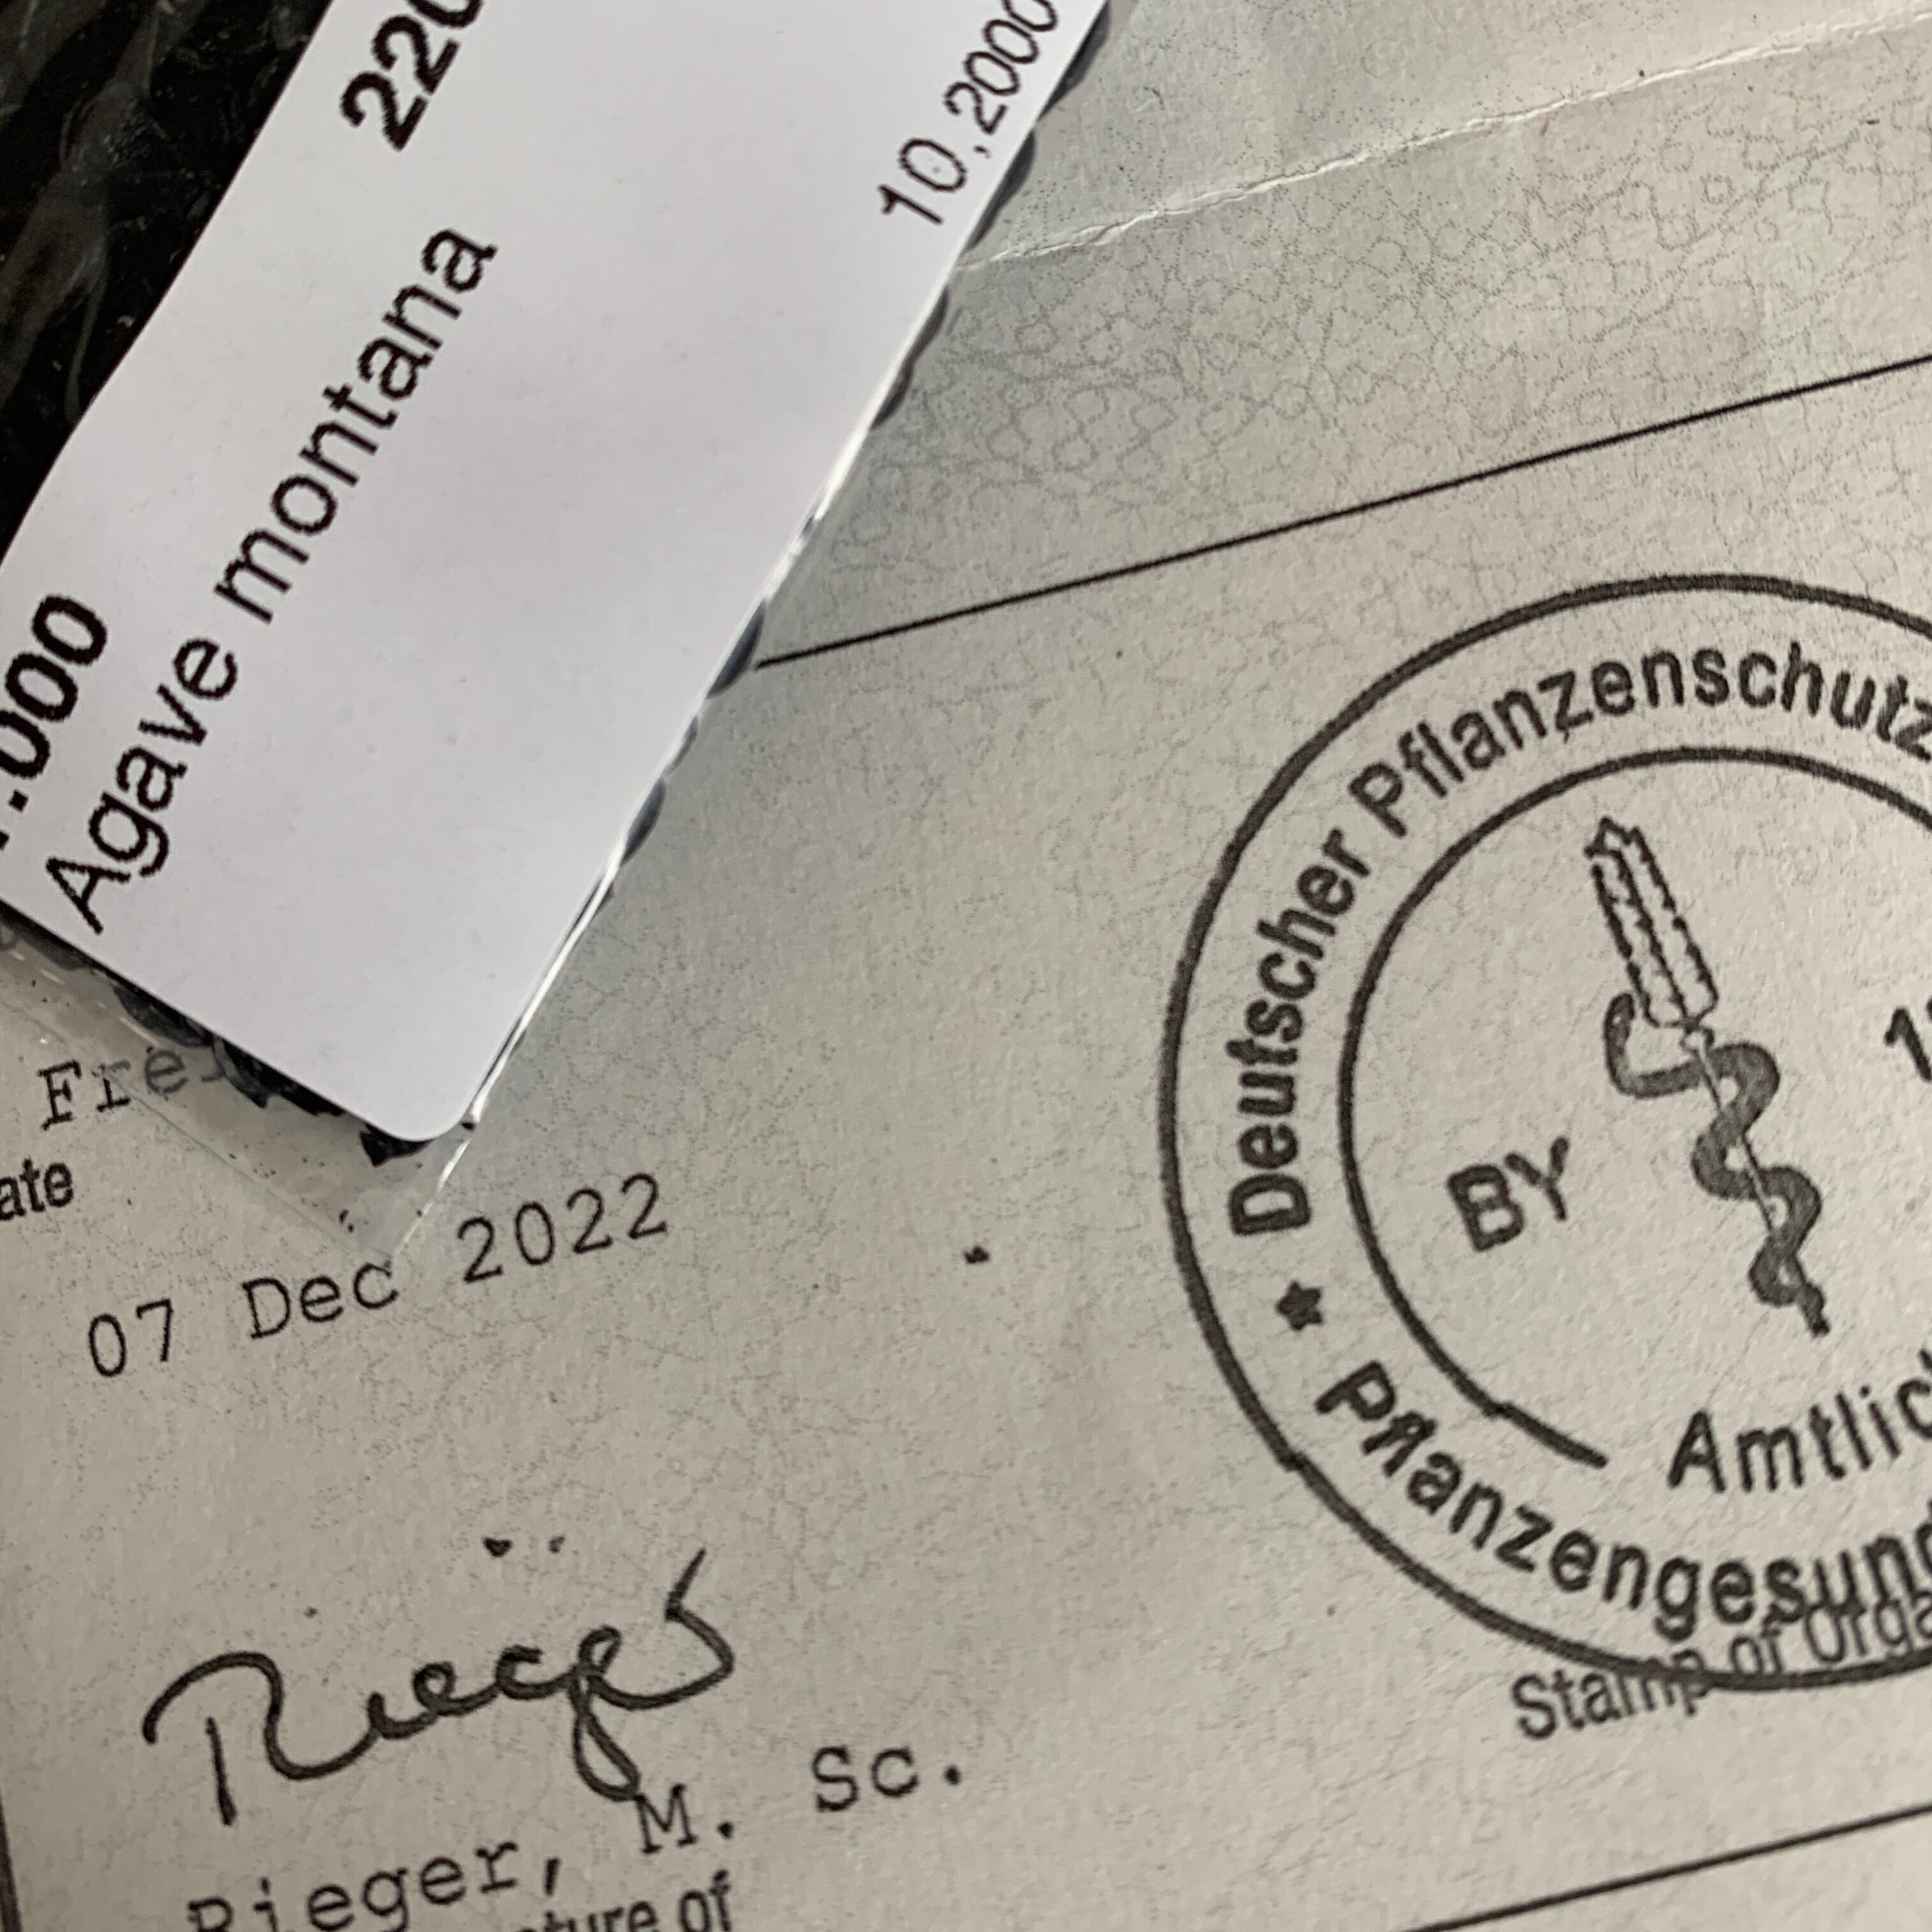 .000 220
Agave montana
10,2000
Fre
ate
07 Dec 2022
Rieger
Rieger, M. Sc.
ture of
Deutscher Pflanzenschutz
BY 1
Amtlic
★ Pflanzengesund
Stamp of Orga